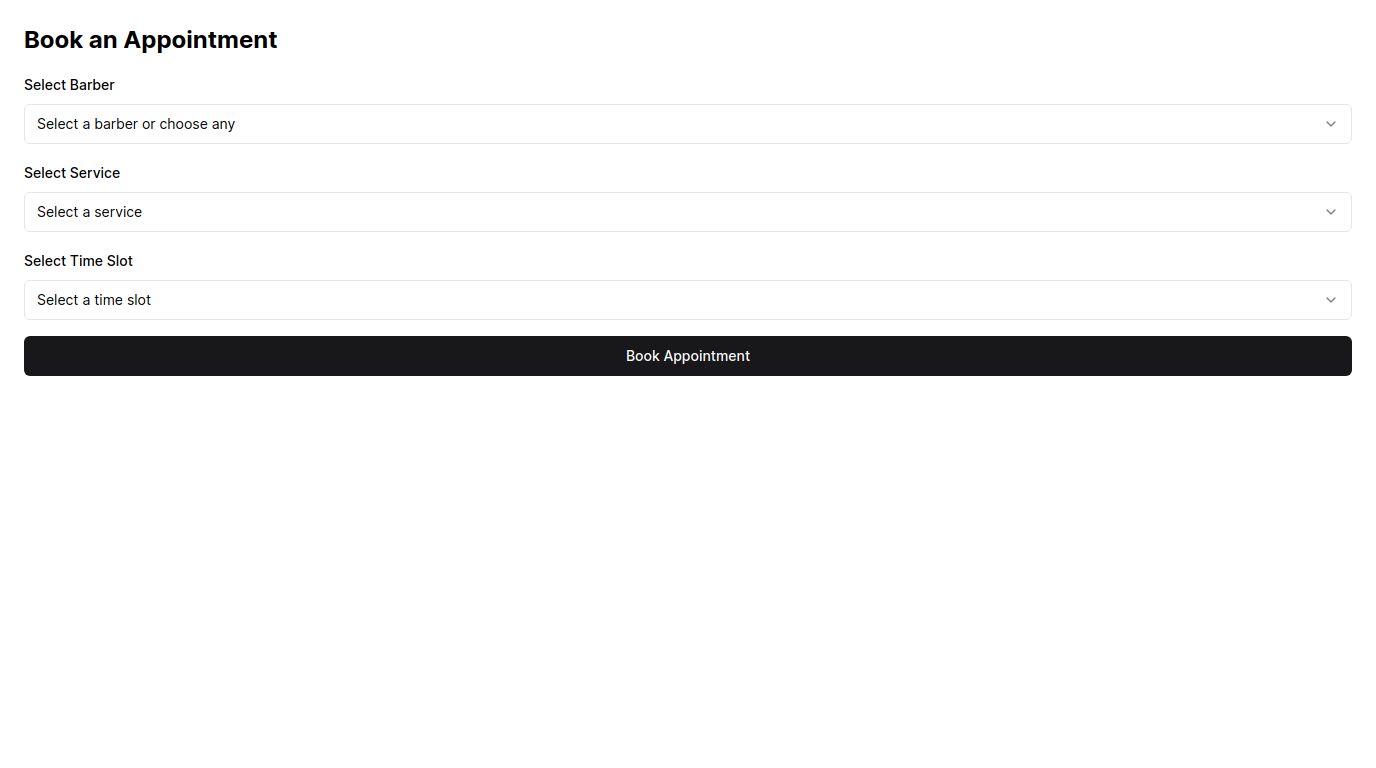 Book an Appointment
Select Barber
Select a barber or choose any
Select Service
Select a service
Select Time Slot
Select a time slot
Book Appointment